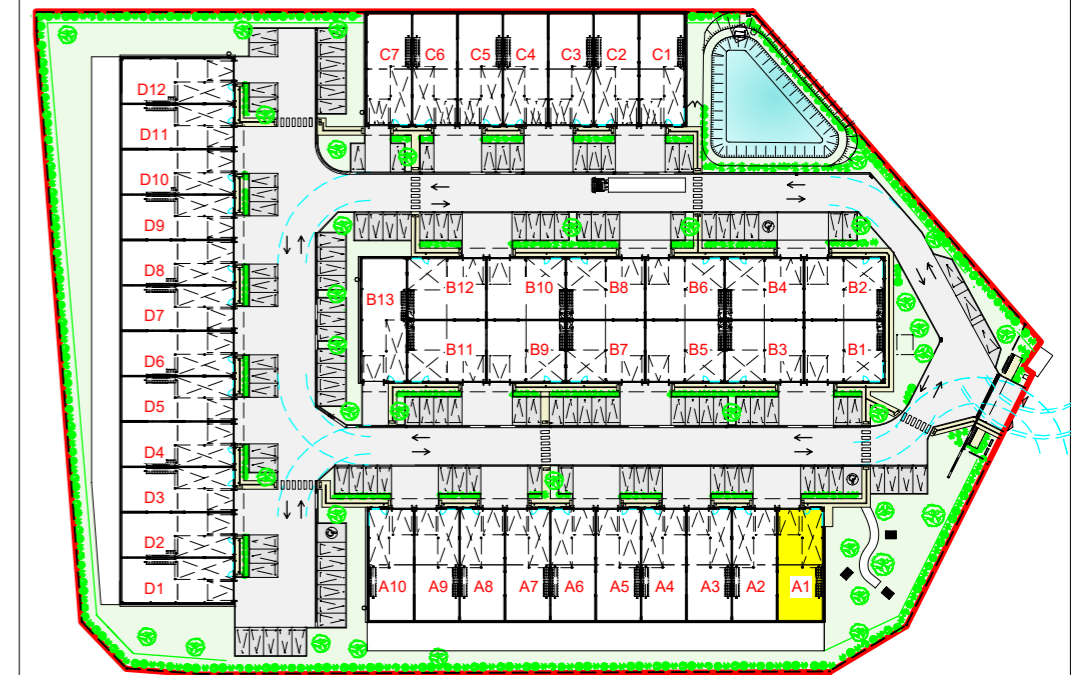 C7 C6 C5 C4 C3 C2 C1
D12
D11
D10
D9
D8
D7
D6
D5
D4
D3
D2
D1
B13 B12 B10 B8 B6 B4 B2
B11 B9 B7 B5 B3 B1
A10 A9 A8 A7 A6 A5 A4 A3 A2 A1